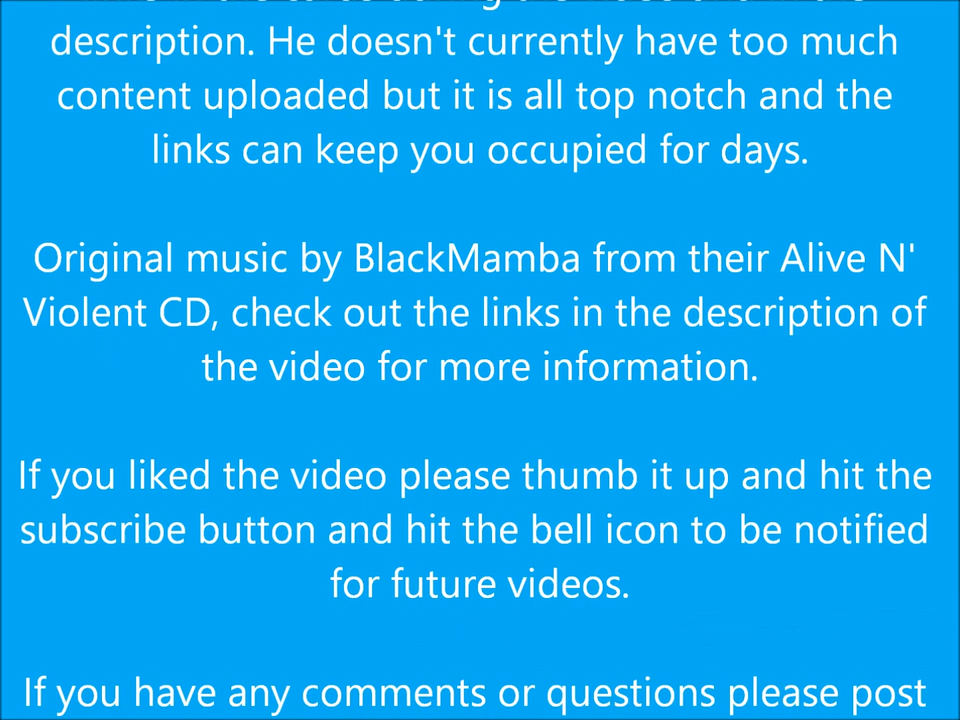 description. He doesn't currently have too much
content uploaded but it is all top notch and the
links can keep you occupied for days.
Original music by BlackMamba from their Alive N'
Violent CD, check out the links in the description of
the video for more information.
If you liked the video please thumb it up and hit the
subscribe button and hit the bell icon to be notified
for future videos.
If you have any comments or questions please post